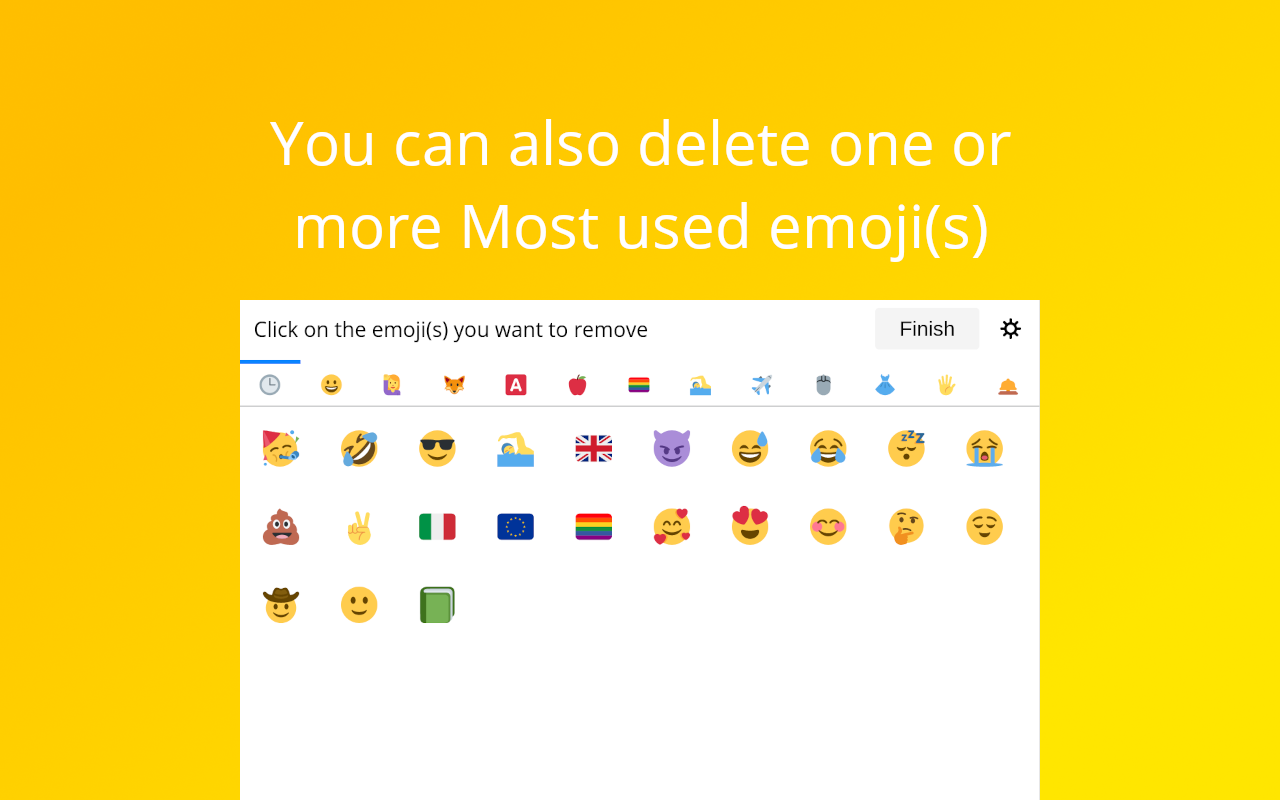 You can also delete one or
more Most used emoji(s)
Click on the emoji(s) you want to remove
Finish
A
zzz